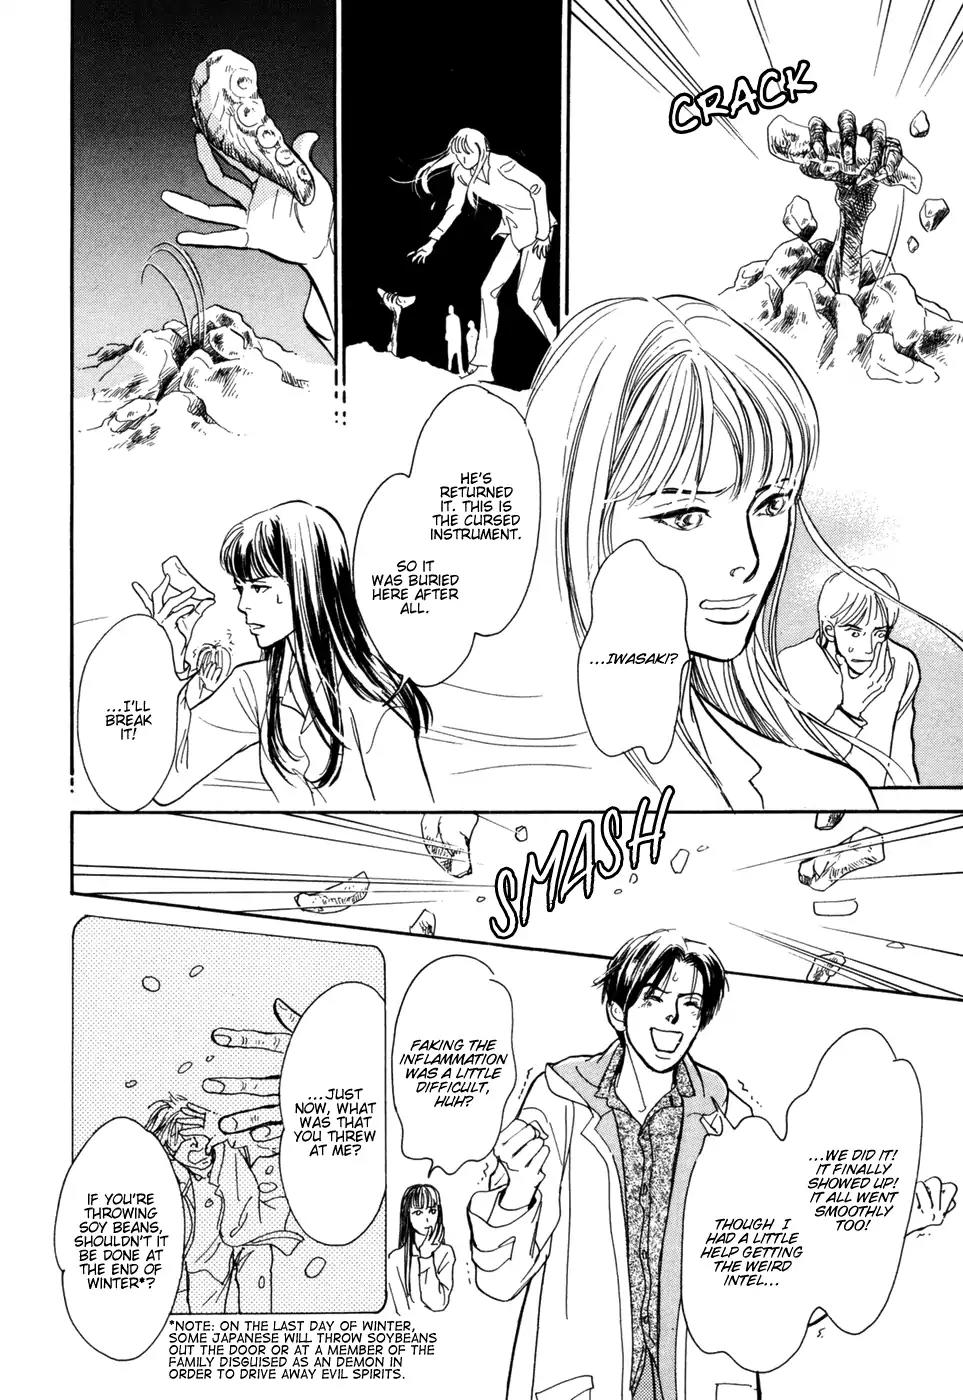 CRACK
...IWASAKI?
HE'S
RETURNED
IT. THIS IS
THE CURSED
INSTRUMENT.
SO IT
WAS BURIED
HERE AFTER
ALL.
...I'LL
BREAK
IT!
SMASH
...WE DID IT!
IT FINALLY
SHOWED UP!
IT ALL WENT
SMOOTHLY
TOO!
THOUGH I
HAD A LITTLE
HELP GETTING
THE WEIRD
INTEL...
FAKING THE
INFLAMMATION
WAS A LITTLE
DIFFICULT,
HUH?
...JUST
NOW, WHAT
WAS THAT
YOU THREW
AT ME?
IF YOU'RE
THROWING
SOY BEANS,
SHOULDN'T IT
BE DONE AT
THE END OF
WINTER*?
*NOTE: ON THE LAST DAY OF WINTER,
SOME JAPANESE WILL THROW SOYBEANS
OUT THE DOOR OR AT A MEMBER OF THE
FAMILY DISGUISED AS AN DEMON IN
ORDER TO DRIVE AWAY EVIL SPIRITS.